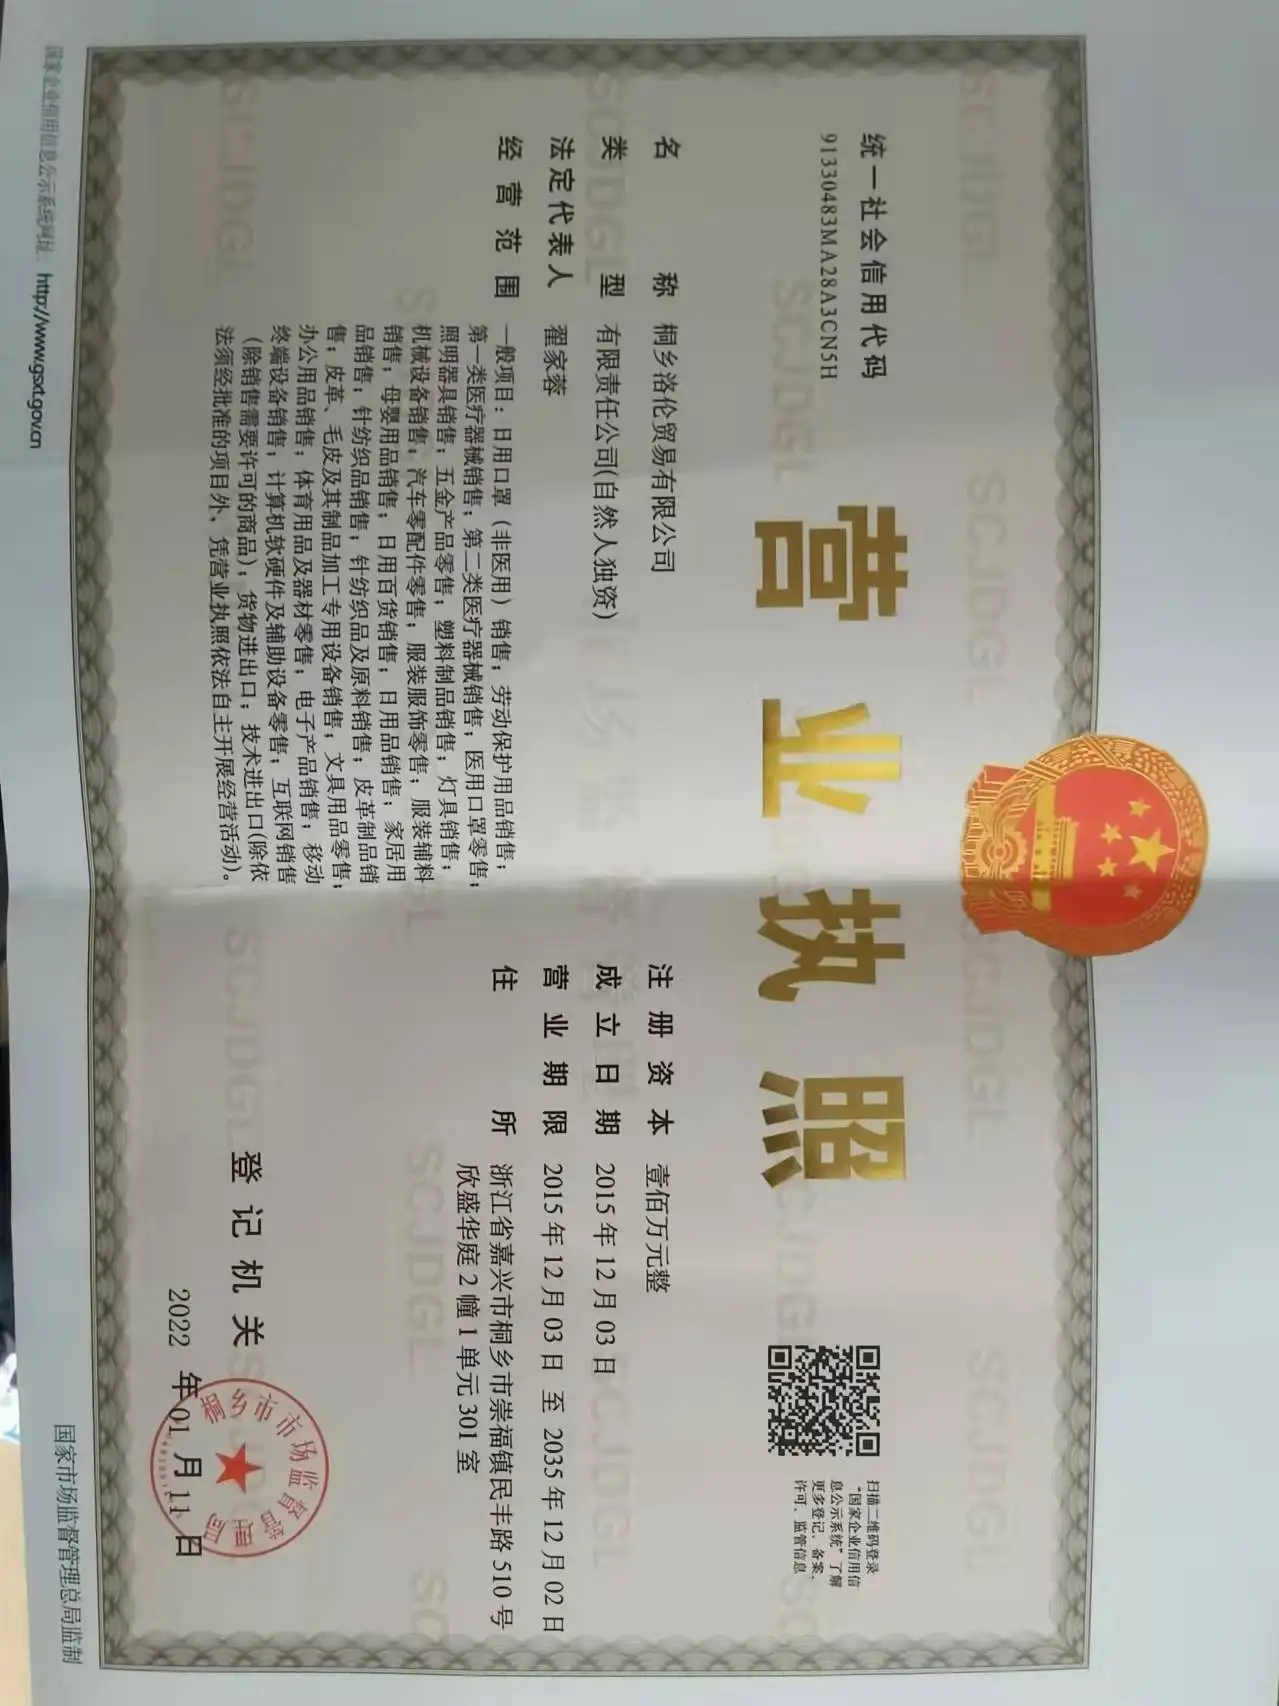 营业执照
统一社会信用代码
91330483MA28A3CN5H
扫描二维码登录
“国家企业信用信
息公示系统”了解
更多登记、备案、
许可、监管信息
名称 桐乡洛伦贸易有限公司
类型 有限责任公司(自然人独资)
法定代表人 翟家蓉
经营范围 一般项目：日用口罩（非医用）销售；劳动保护用品销售；
第一类医疗器械销售；第二类医疗器械销售；医用口罩零售；
照明器具销售；五金产品零售；塑料制品销售；灯具销售；
机械设备销售；汽车零配件零售；服装服饰零售；服装辅料
销售；母婴用品销售；日用百货销售；日用品销售；家居用
品销售；针纺织品销售；针纺织品及原料销售；皮革制品销
售；皮革、毛皮及其制品加工专用设备销售；文具用品零售；
办公用品销售；体育用品及器材零售；电子产品销售；移动
终端设备销售；计算机软硬件及辅助设备零售；互联网销售
（除销售需要许可的商品）；货物进出口；技术进出口(除依
法须经批准的项目外，凭营业执照依法自主开展经营活动)。
注册资本 壹佰万元整
成立日期 2015年12月03日
营业期限 2015年12月03日至2035年12月02日
住所 浙江省嘉兴市桐乡市崇福镇民丰路510号
欣盛华庭2幢1单元301室
登记机关
桐乡市市场监督管理局
2022年01月11日
国家企业信用信息公示系统网址：http://www.gsxt.gov.cn
国家市场监督管理总局监制